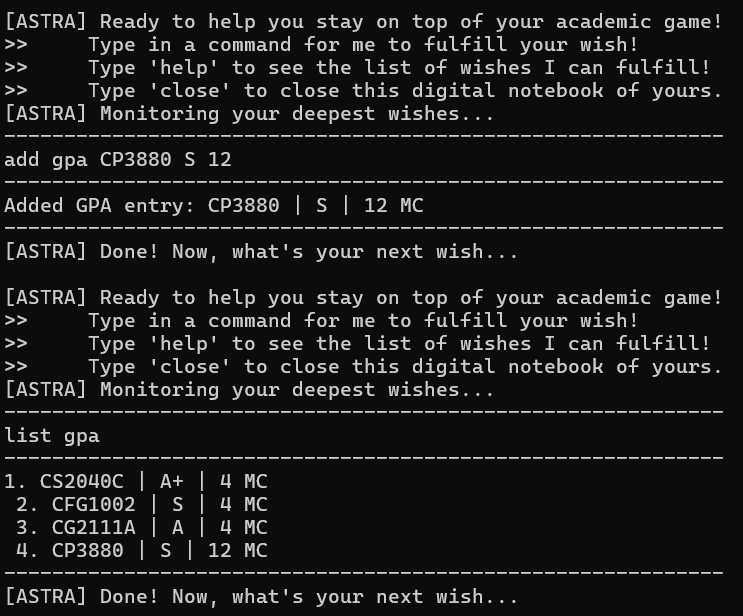 [ASTRA] Ready to help you stay on top of your academic game!
>>     Type in a command for me to fulfill your wish!
>>     Type 'help' to see the list of wishes I can fulfill!
>>     Type 'close' to close this digital notebook of yours.
[ASTRA] Monitoring your deepest wishes...
------------------------------------------------------------
add gpa CP3880 S 12
------------------------------------------------------------
Added GPA entry: CP3880 | S | 12 MC
------------------------------------------------------------
[ASTRA] Done! Now, what's your next wish...

[ASTRA] Ready to help you stay on top of your academic game!
>>     Type in a command for me to fulfill your wish!
>>     Type 'help' to see the list of wishes I can fulfill!
>>     Type 'close' to close this digital notebook of yours.
[ASTRA] Monitoring your deepest wishes...
------------------------------------------------------------
list gpa
------------------------------------------------------------
1. CS2040C | A+ | 4 MC
 2. CFG1002 | S | 4 MC
 3. CG2111A | A | 4 MC
 4. CP3880 | S | 12 MC
------------------------------------------------------------
[ASTRA] Done! Now, what's your next wish...